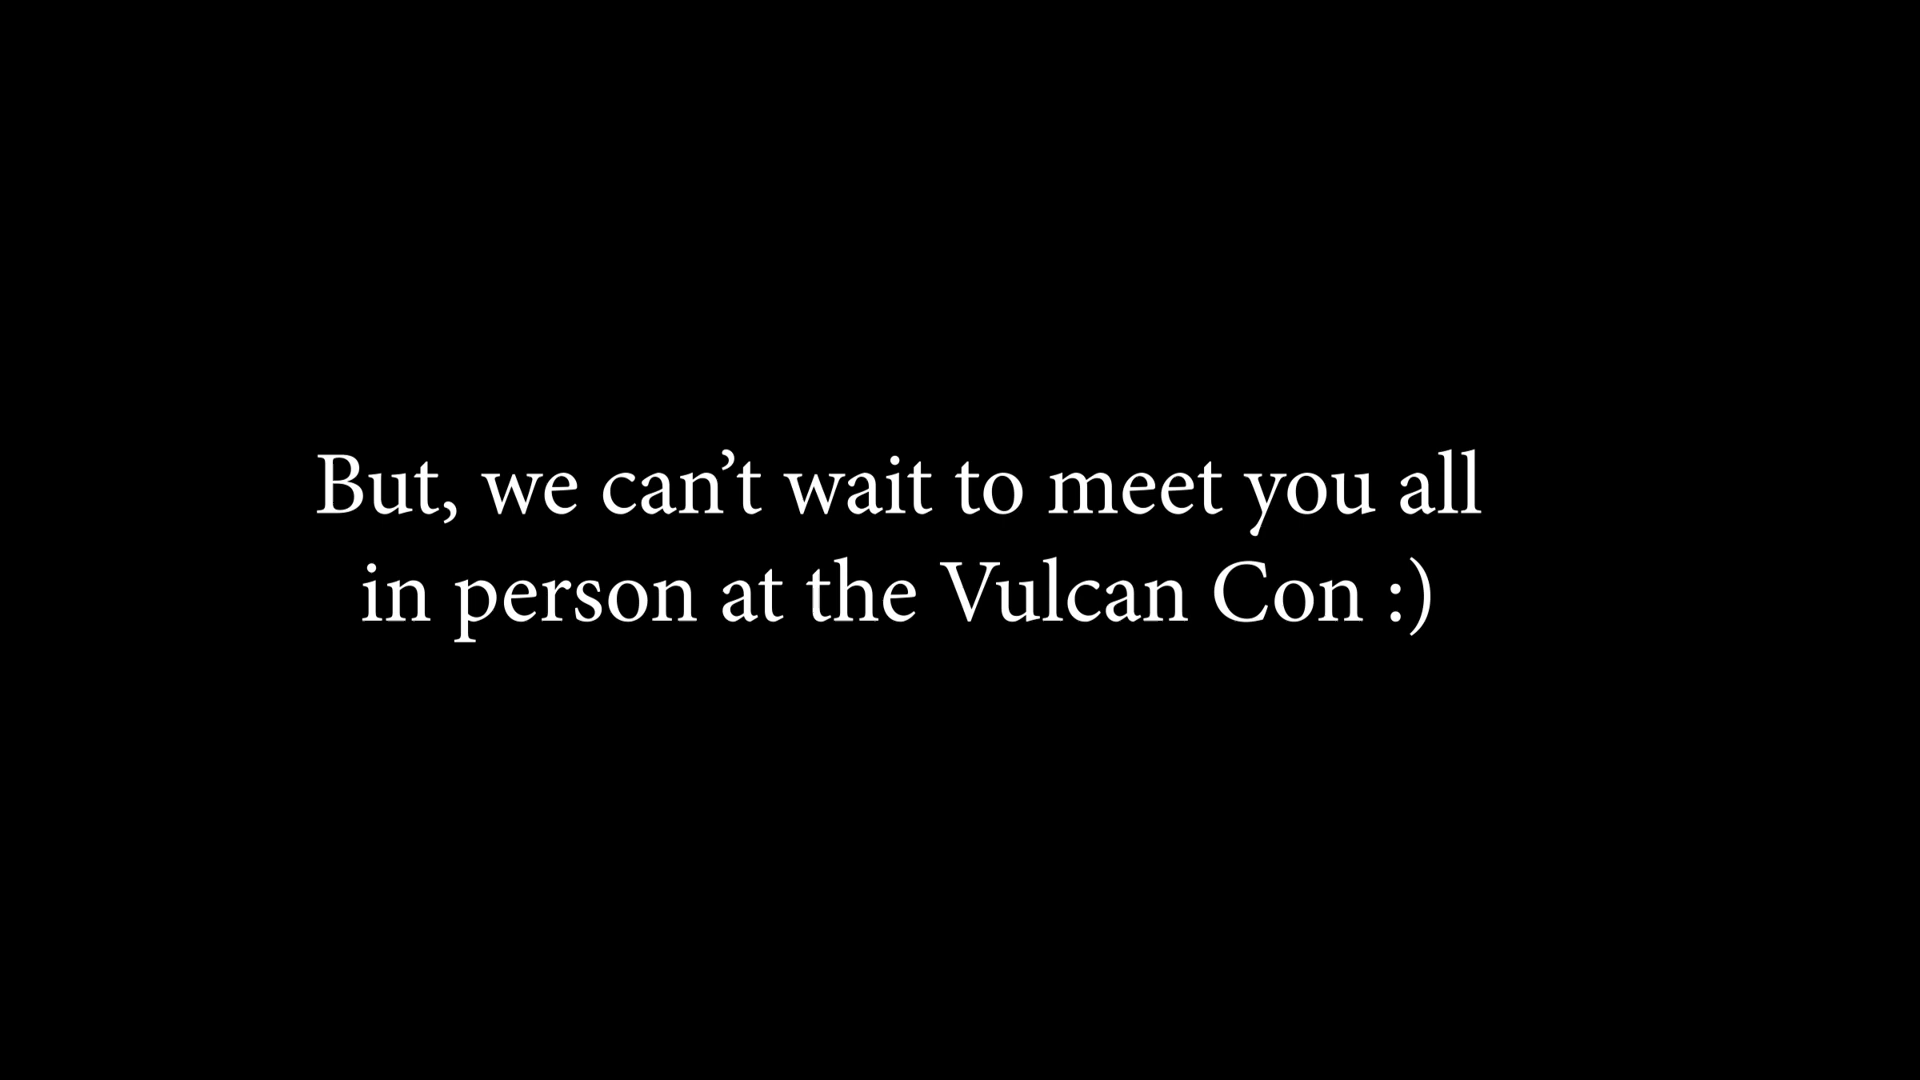 But, we can’t wait to meet you all
in person at the Vulcan Con :)